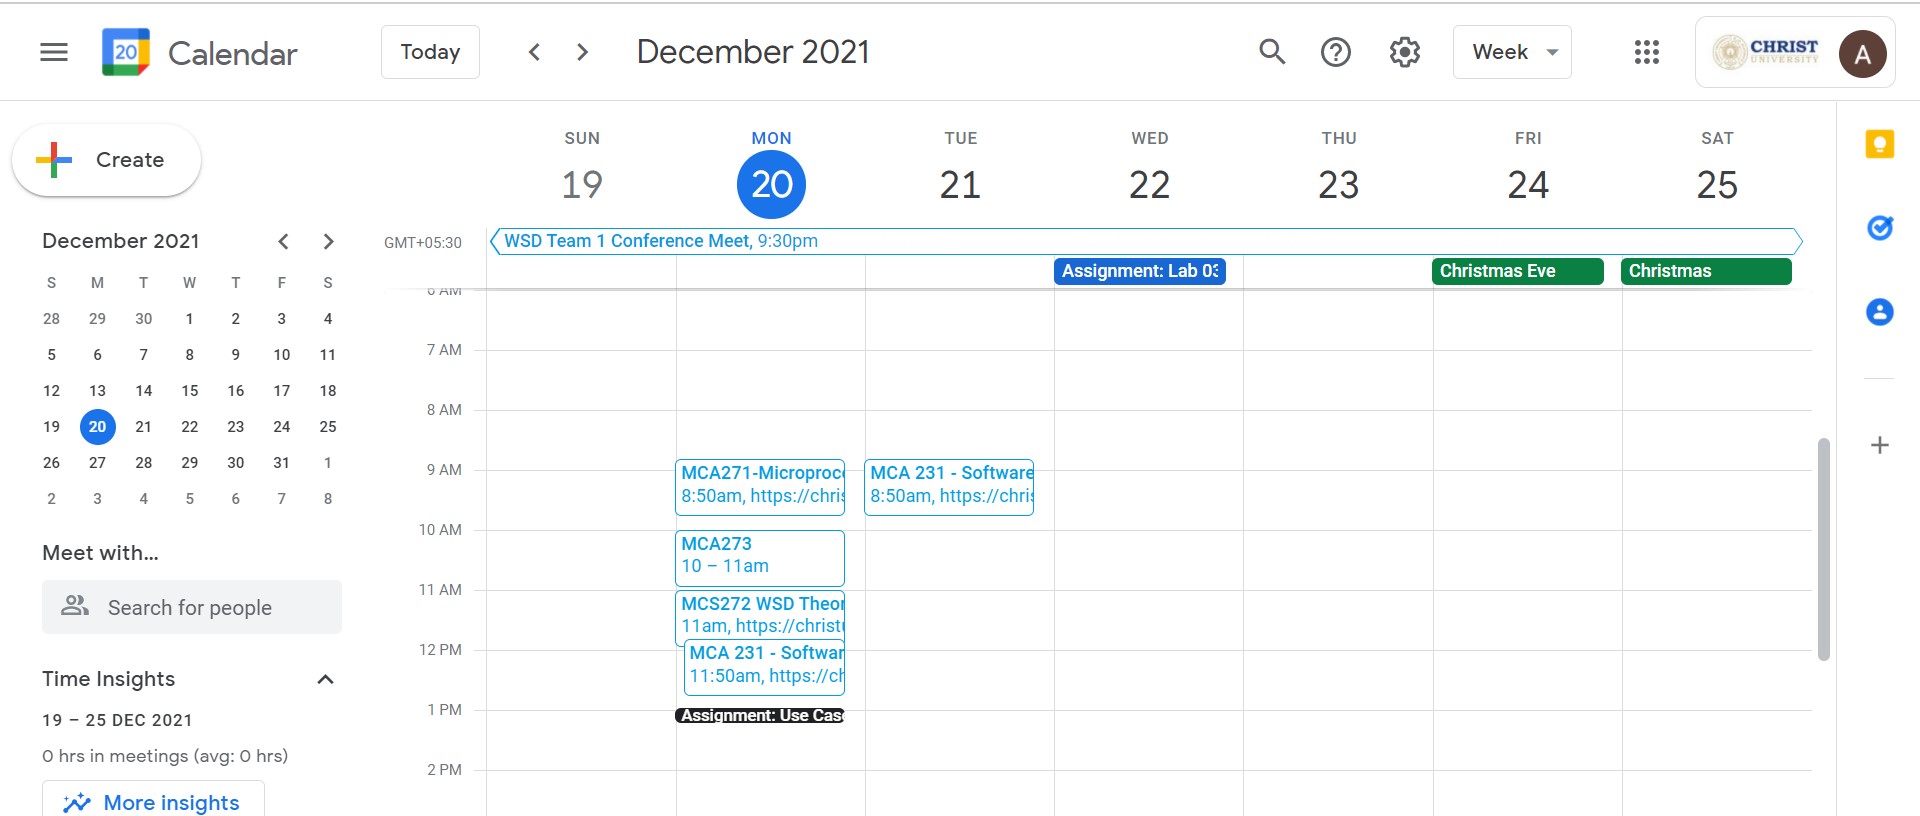 20 Calendar Today December 2021 Week CHRIST UNIVERSITY A
Create
SUN MON TUE WED THU FRI SAT
19 20 21 22 23 24 25
GMT+05:30
WSD Team 1 Conference Meet, 9:30pm
Assignment: Lab 03
Christmas Eve
Christmas
December 2021
S M T W T F S
28 29 30 1 2 3 4
5 6 7 8 9 10 11
12 13 14 15 16 17 18
19 20 21 22 23 24 25
26 27 28 29 30 31 1
2 3 4 5 6 7 8
Meet with...
Search for people
Time Insights
19 – 25 DEC 2021
0 hrs in meetings (avg: 0 hrs)
More insights
7 AM
8 AM
9 AM
10 AM
11 AM
12 PM
1 PM
2 PM
MCA271-Microproc
8:50am, https://chris
MCA273
10 – 11am
MCS272 WSD Theor
11am, https://christu
MCA 231 - Softwar
11:50am, https://ch
Assignment: Use Case
MCA 231 - Software
8:50am, https://chris